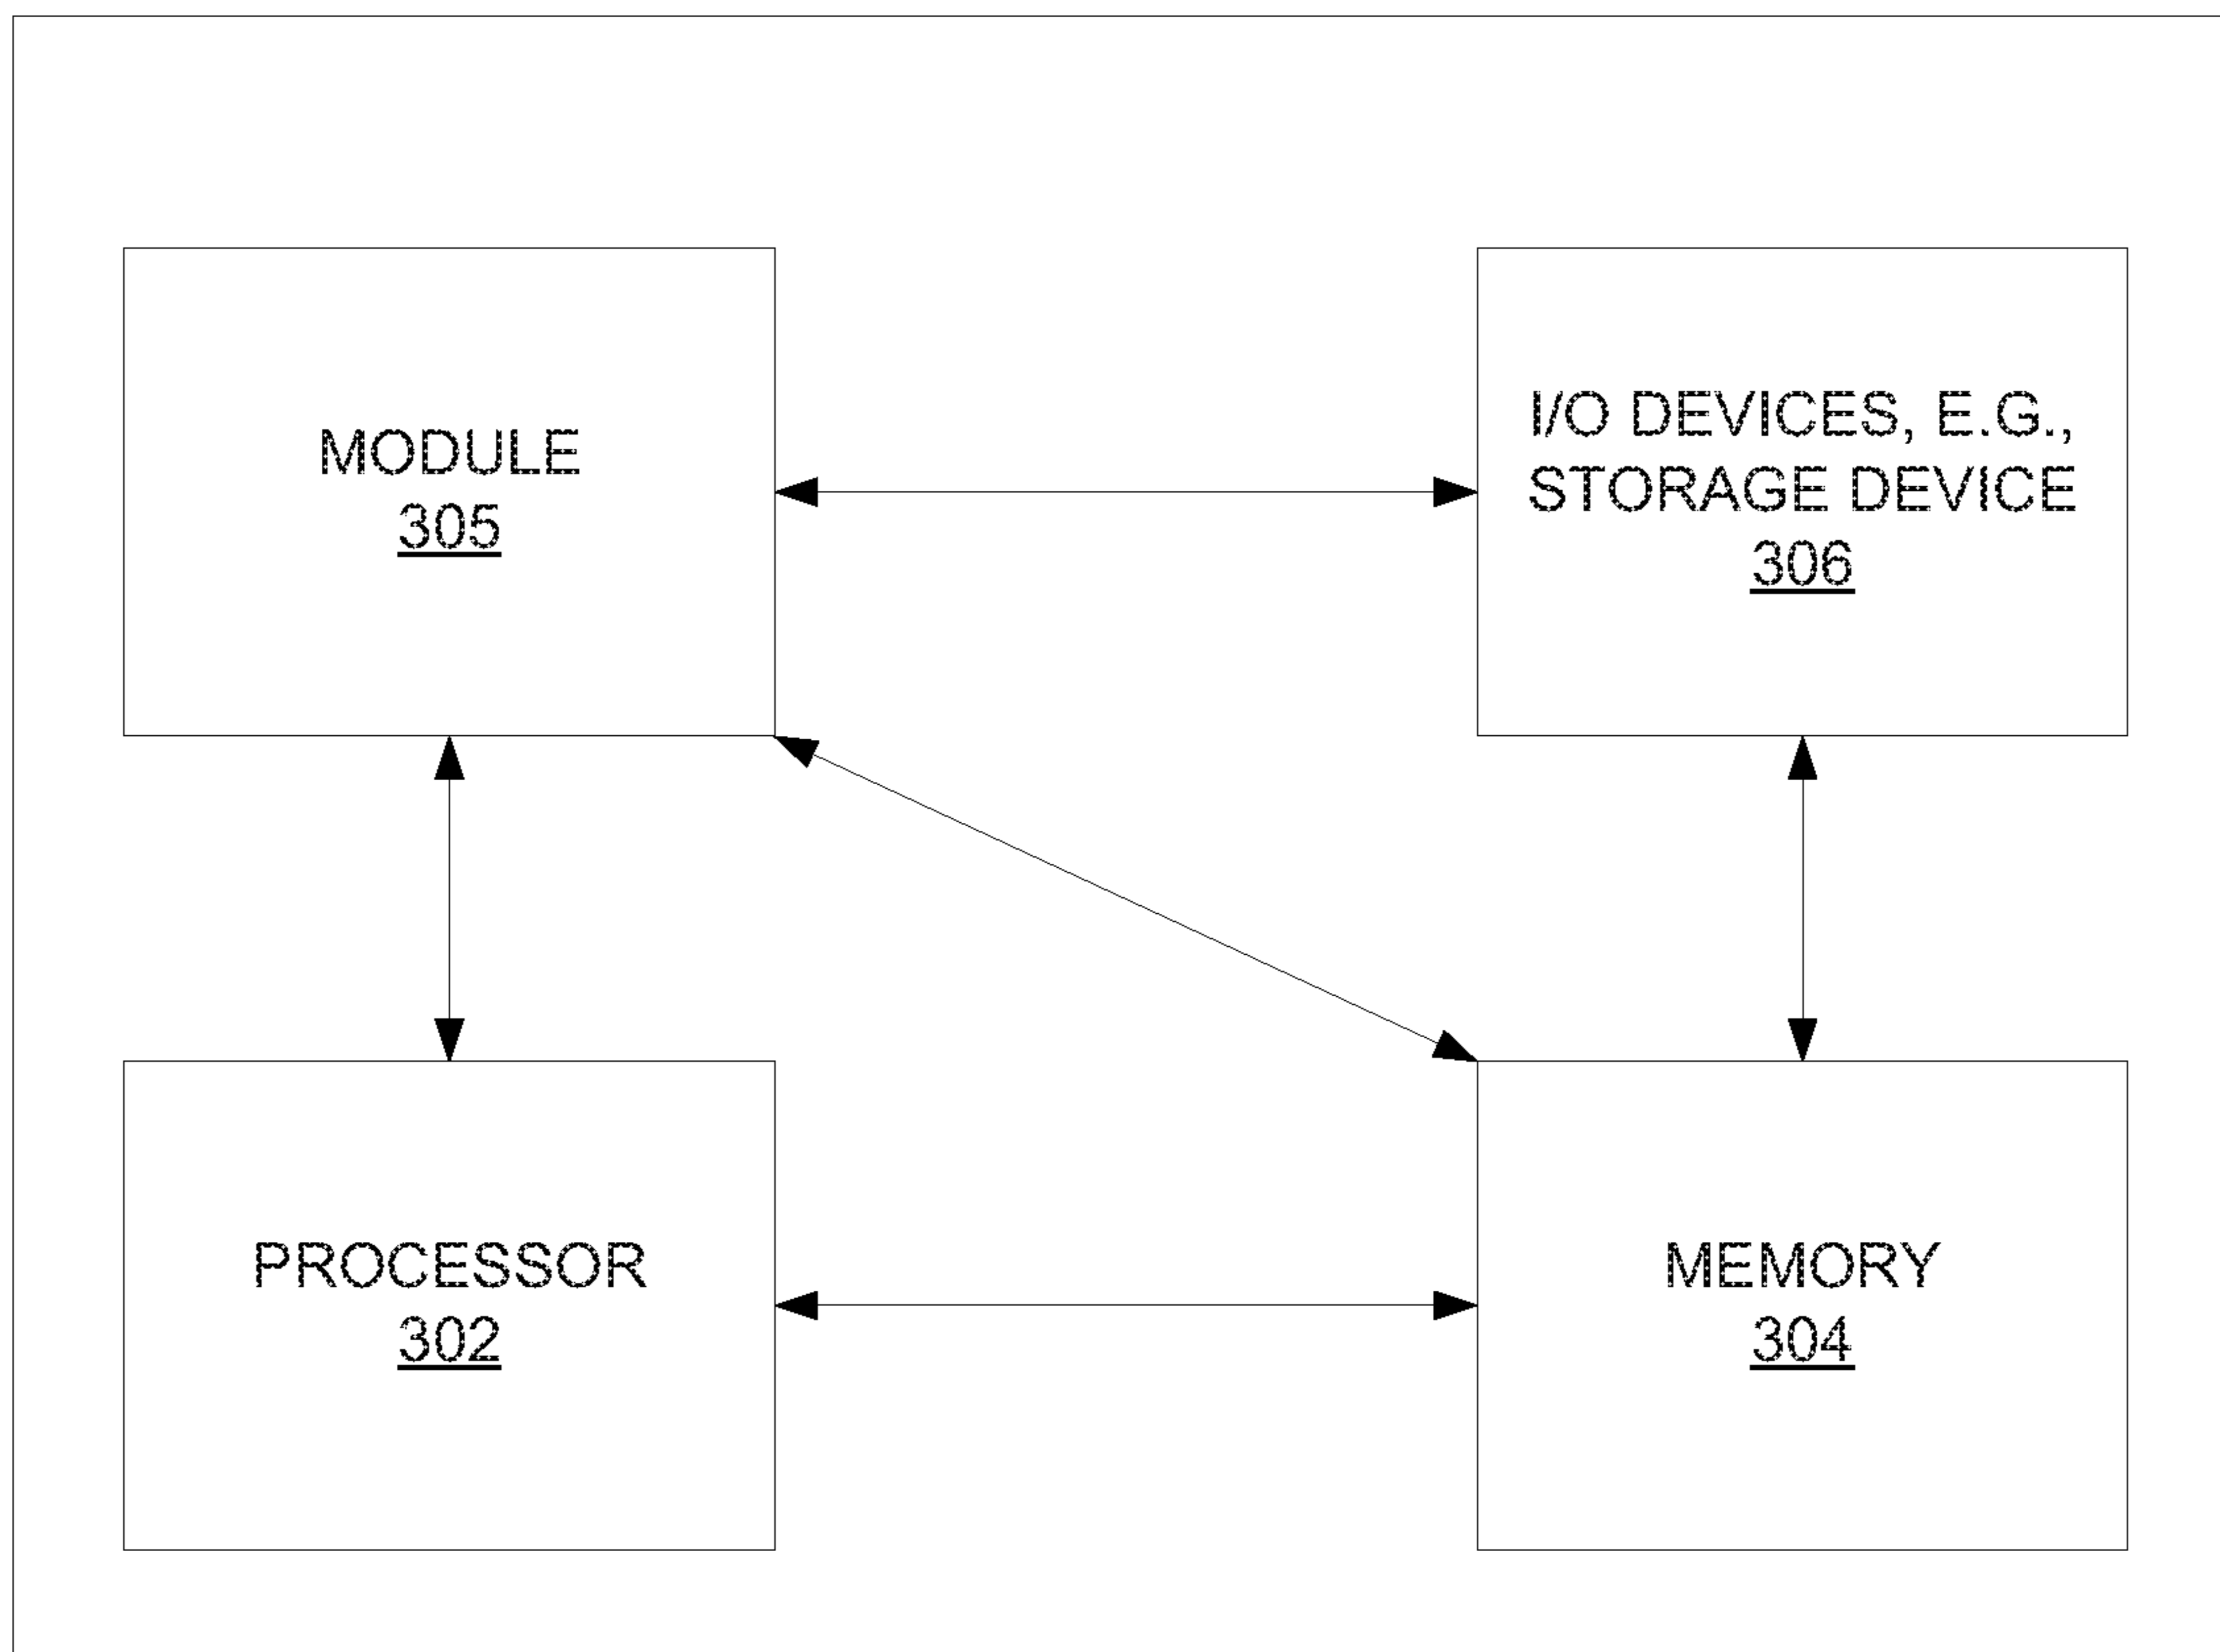 MODULE
305
I/O DEVICES, E.G.,
STORAGE DEVICE
306
PROCESSOR
302
MEMORY
304